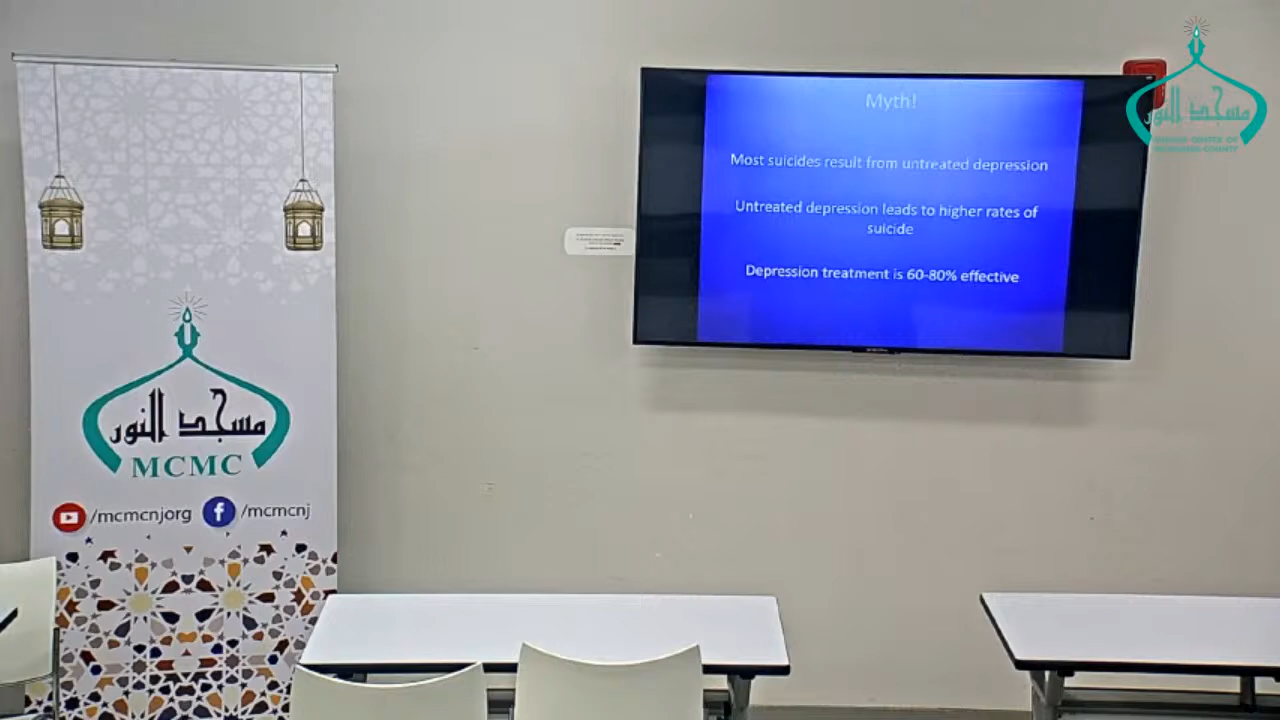 مسجد النور
MCMC
/mcmcnjorg
/mcmcnj
Myth!
Most suicides result from untreated depression
Untreated depression leads to higher rates of
suicide
Depression treatment is 60-80% effective
مسجد النور